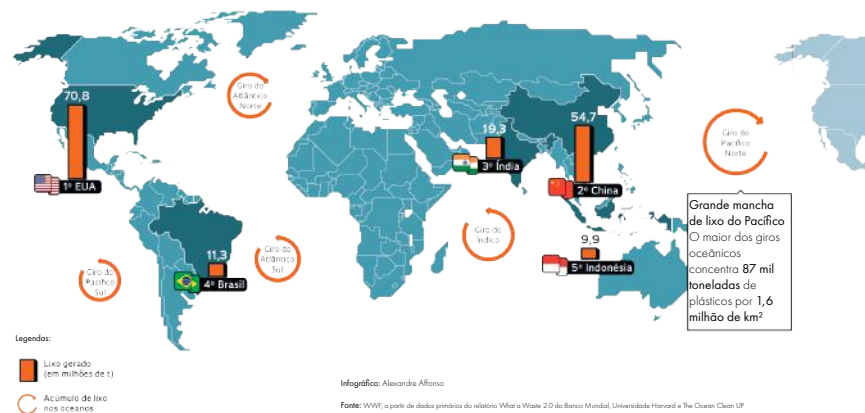 Giro do
Atlântico
Norte
70,8
1º EUA
19,3
3º Índia
54,7
2º China
Giro do
Pacífico
Norte
Grande mancha
de lixo do Pacífico
O maior dos giros
oceânicos
concentra 87 mil
toneladas de
plásticos por 1,6
milhão de km²
Giro do
Índico
Giro do
Atlântico
Sul
Giro do
Pacífico
Sul
11,3
4º Brasil
9,9
5º Indonésia
Legendas:
Lixo gerado
(em milhões de t)
Acúmulo de lixo
nos oceanos
Infográfico: Alexandre Affonso
Fonte: WWF, a partir de dados primários do relatório What a Waste 2.0 do Banco Mundial, Universidade Harvard e The Ocean Clean UP